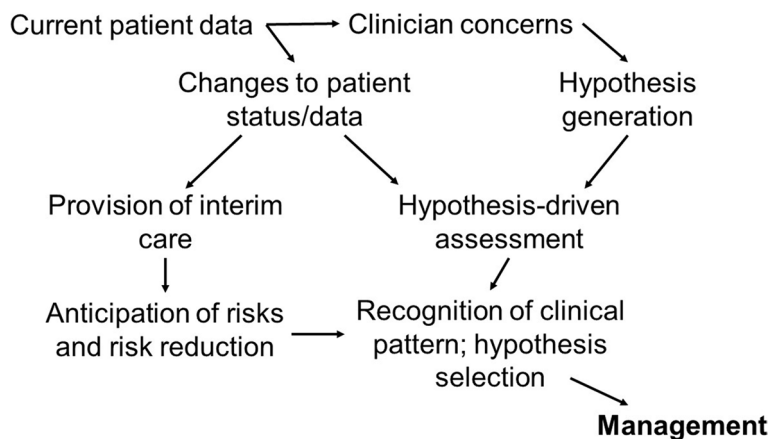 Current patient data
Clinician concerns
Changes to patient
status/data
Hypothesis
generation
Provision of interim
care
Hypothesis-driven
assessment
Anticipation of risks
and risk reduction
Recognition of clinical
pattern; hypothesis
selection
Management